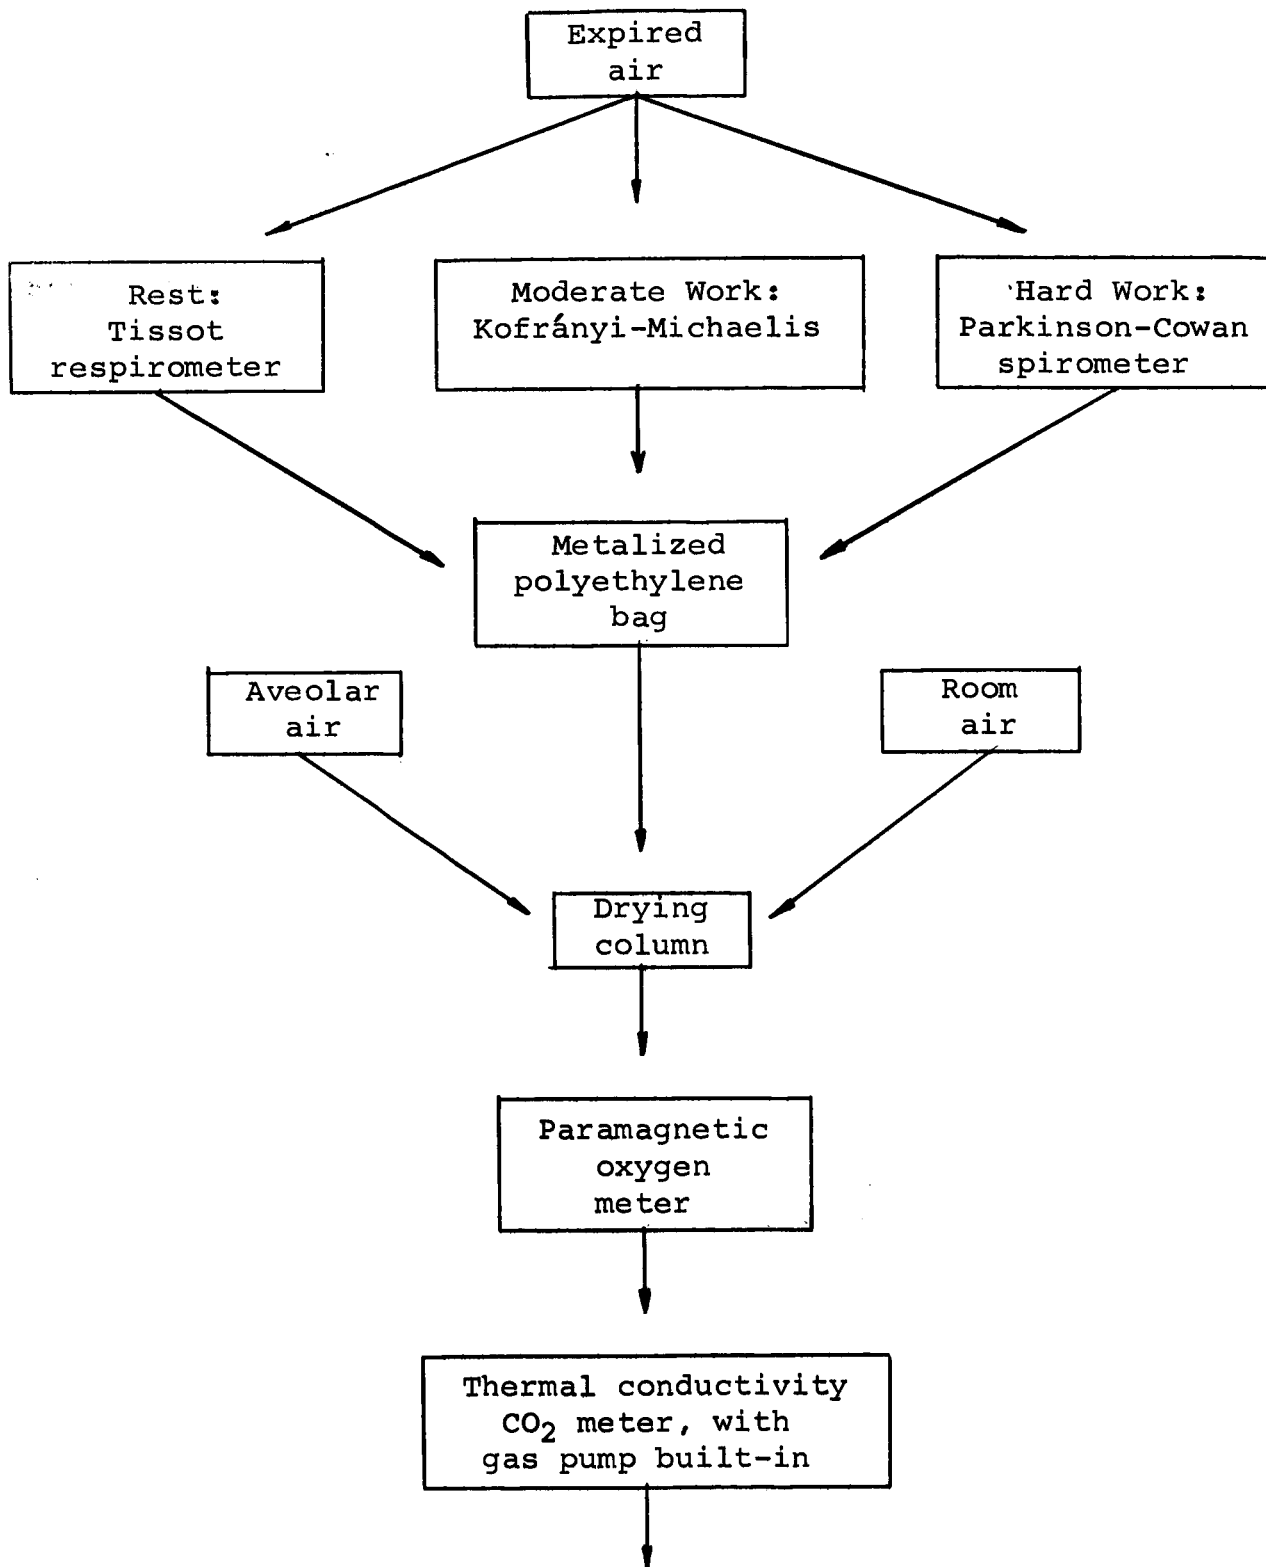 Expired
air
Rest:
Tissot
respirometer
Moderate Work:
Kofrányi-Michaelis
Hard Work:
Parkinson-Cowan
spirometer
Metalized
polyethylene
bag
Aveolar
air
Room
air
Drying
column
Paramagnetic
oxygen
meter
Thermal conductivity
CO₂ meter, with
gas pump built-in